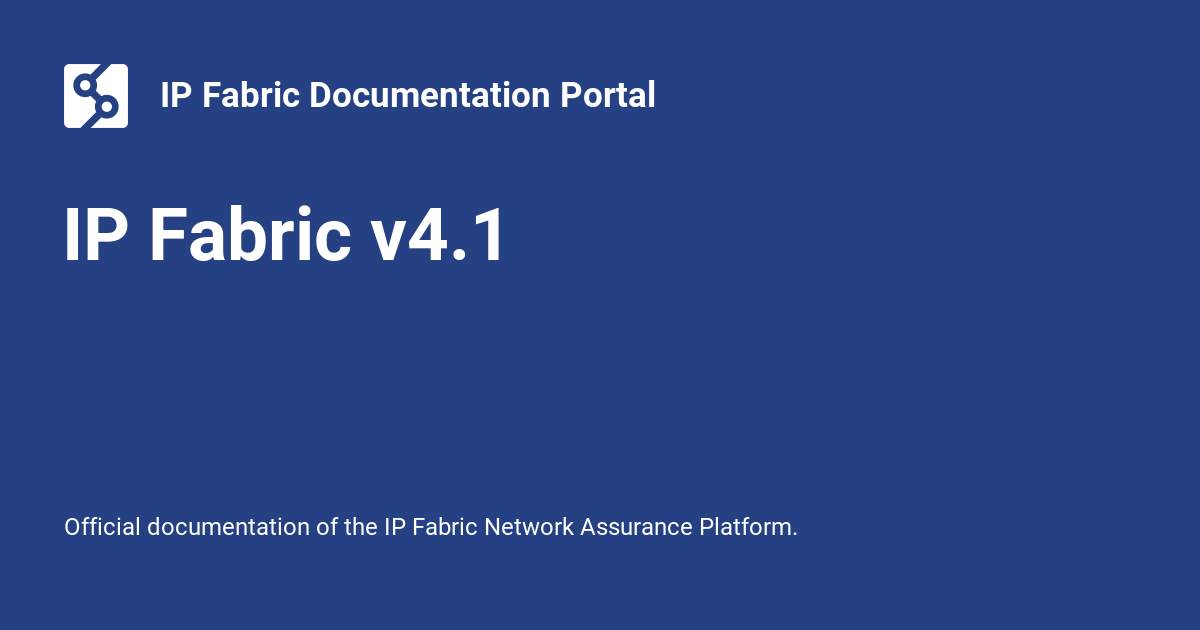 IP Fabric Documentation Portal
IP Fabric v4.1
Official documentation of the IP Fabric Network Assurance Platform.